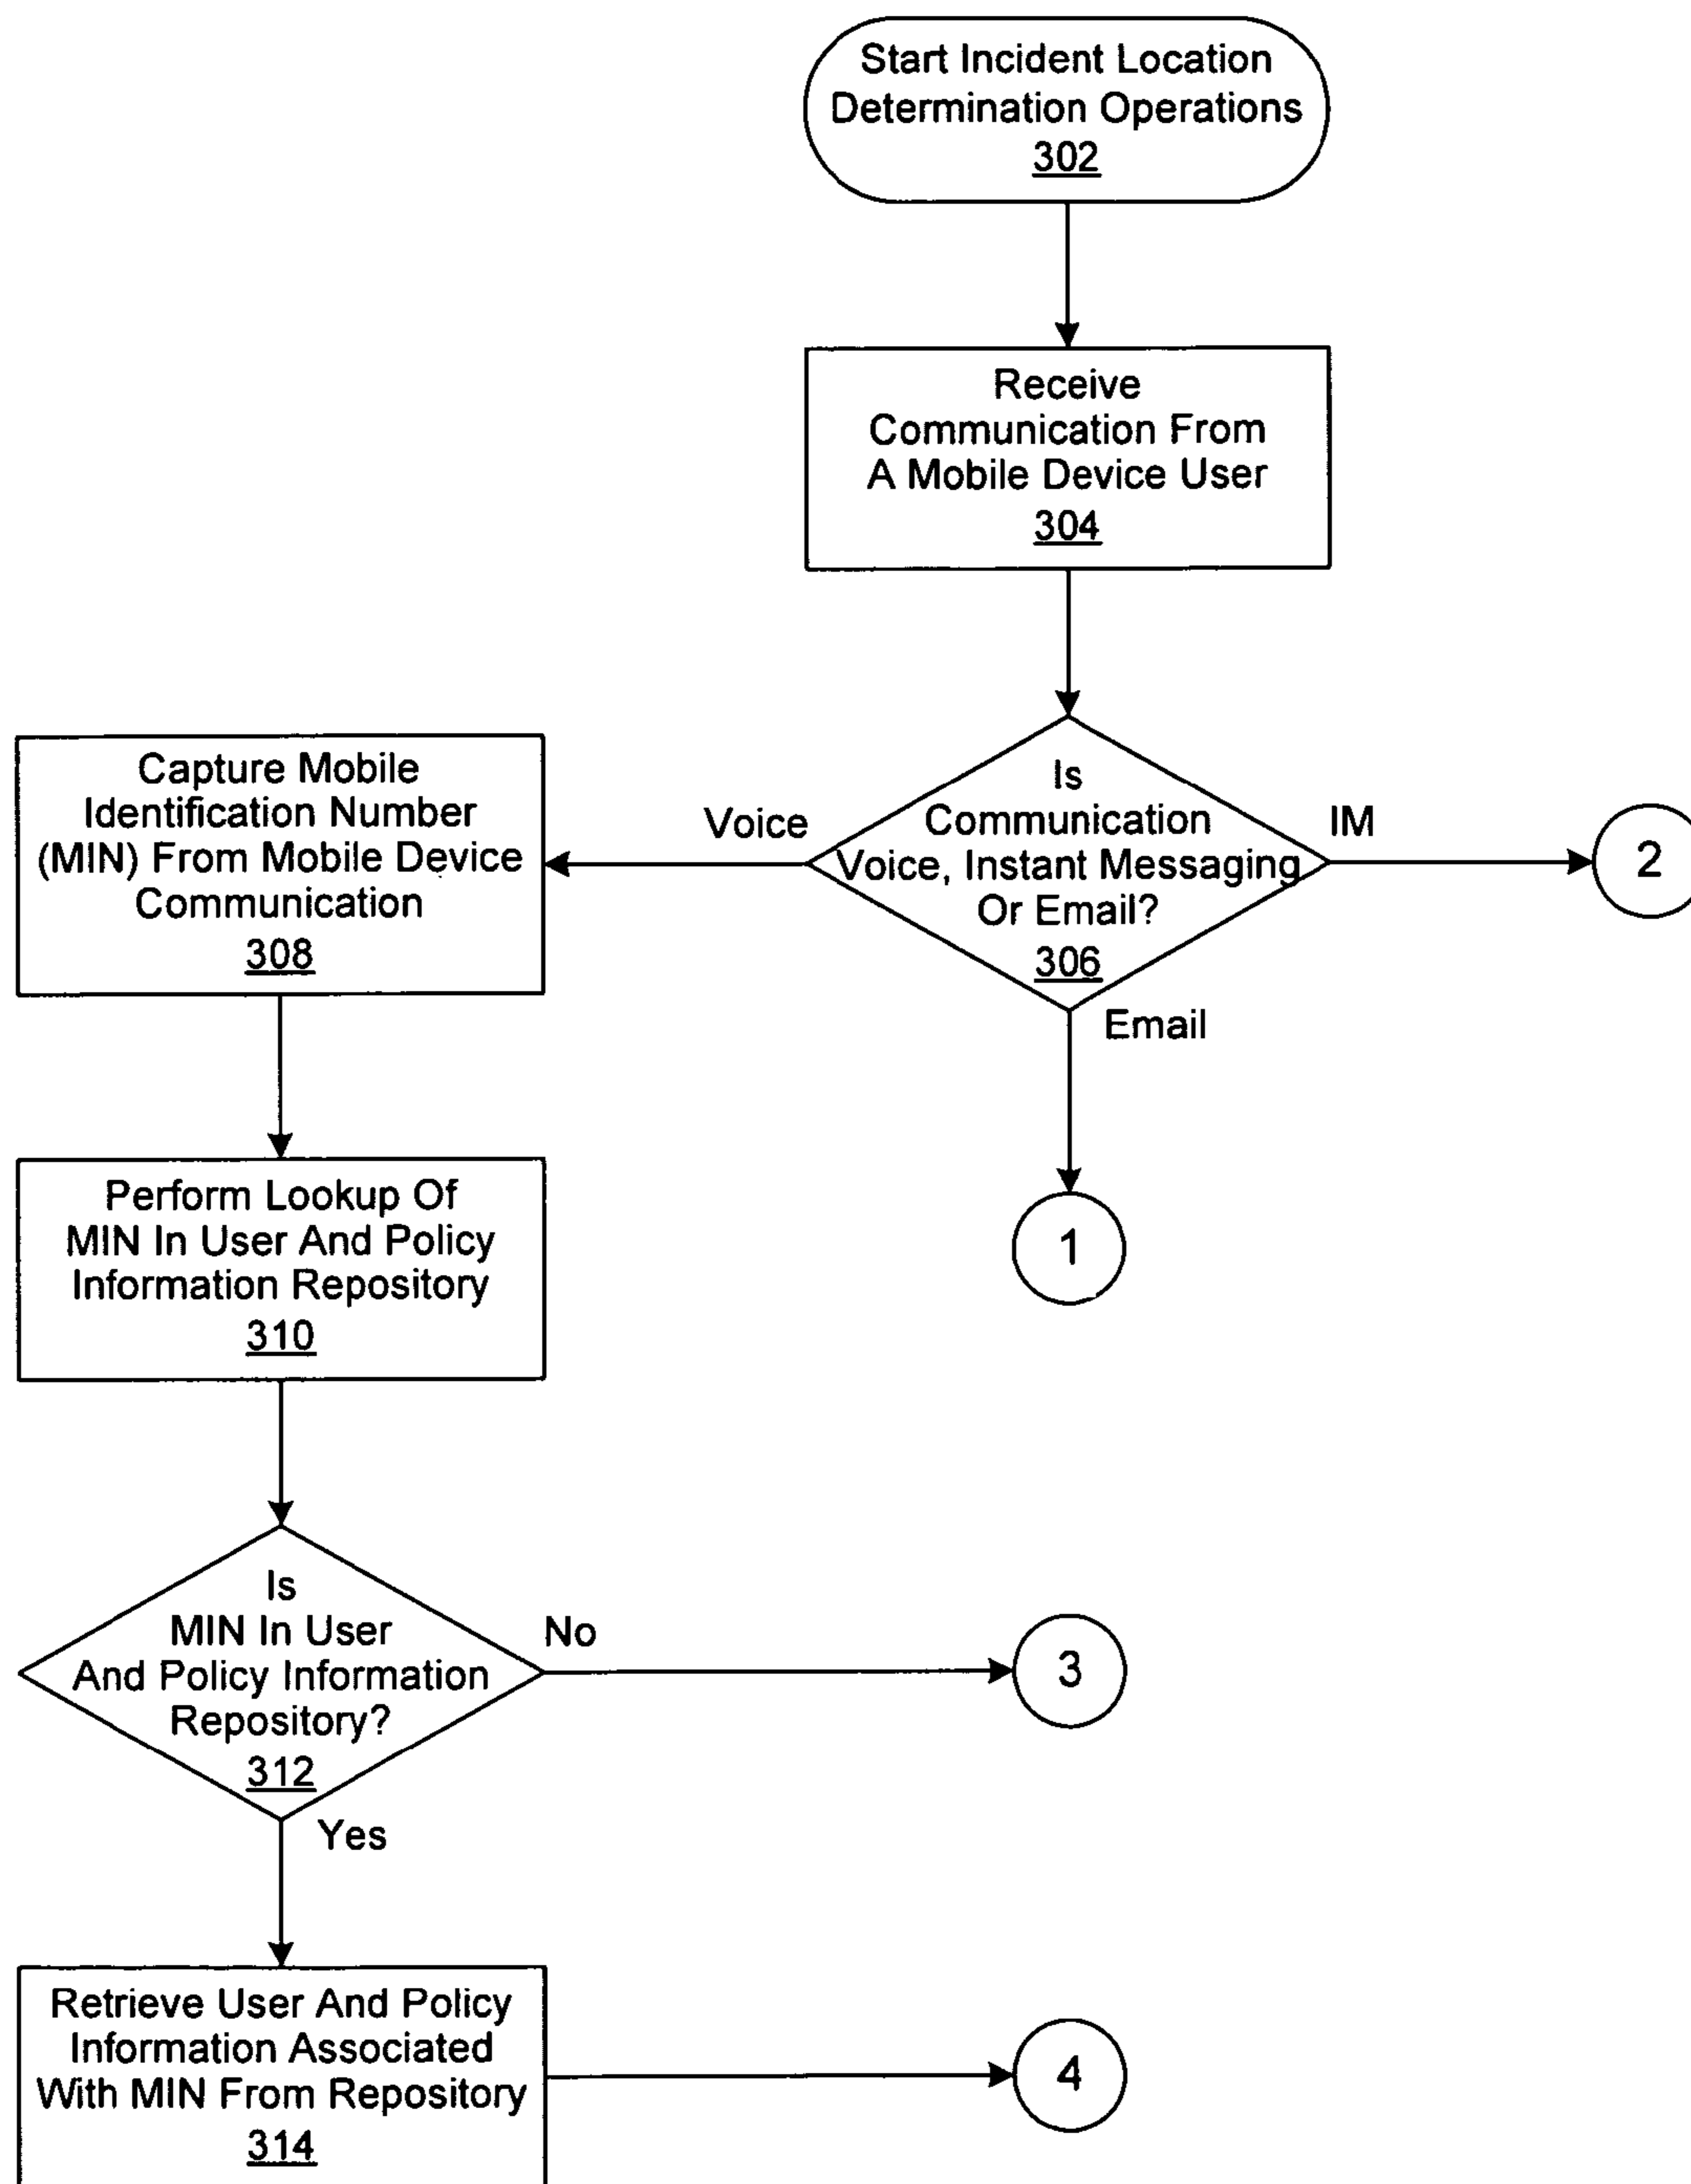 Start Incident Location
Determination Operations
302
Receive
Communication From
A Mobile Device User
304
Is
Communication
Voice, Instant Messaging
Or Email?
306
Voice
IM
2
Email
1
Capture Mobile
Identification Number
(MIN) From Mobile Device
Communication
308
Perform Lookup Of
MIN In User And Policy
Information Repository
310
Is
MIN In User
And Policy Information
Repository?
312
No
3
Yes
Retrieve User And Policy
Information Associated
With MIN From Repository
314
4